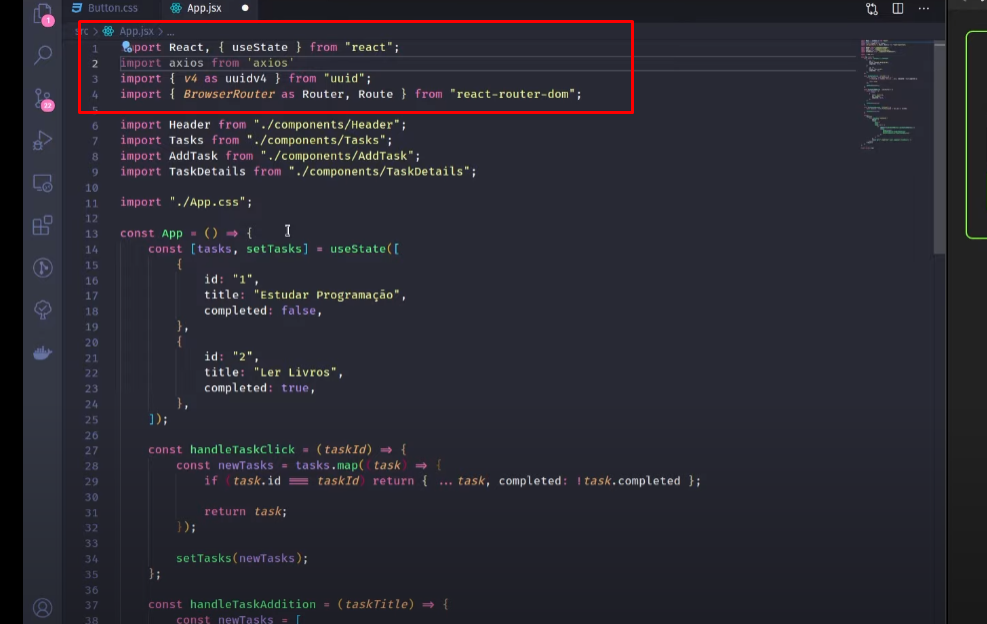 1
Button.css
App.jsx
App.jsx > ...
1 import React, { useState } from "react";
2 import axios from 'axios'
3 import { v4 as uuidv4 } from "uuid";
4 import { BrowserRouter as Router, Route } from "react-router-dom";
5
6 import Header from "./components/Header";
7 import Tasks from "./components/Tasks";
8 import AddTask from "./components/AddTask";
9 import TaskDetails from "./components/TaskDetails";
10
11 import "./App.css";
12
13 const App = () => {
14 const [tasks, setTasks] = useState([
15 {
16 id: "1",
17 title: "Estudar Programação",
18 completed: false,
19 },
20 {
21 id: "2",
22 title: "Ler Livros",
23 completed: true,
24 },
25 ]);
26
27 const handleTaskClick = (taskId) => {
28 const newTasks = tasks.map((task) => {
29 if (task.id === taskId) return { ...task, completed: !task.completed };
30
31 return task;
32 });
33
34 setTasks(newTasks);
35 };
36
37 const handleTaskAddition = (taskTitle) => {
38 const newTasks = [
22